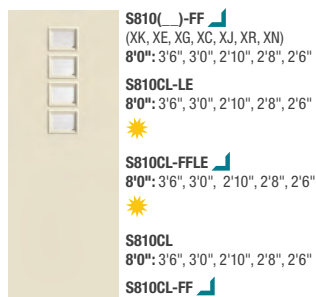 S810(__)-FF
(XK, XE, XG, XC, XJ, XR, XN)
8'0": 3'6", 3'0", 2'10", 2'8", 2'6"
S810CL-LE
8'0": 3'6", 3'0", 2'10", 2'8", 2'6"
S810CL-FFLE
8'0": 3'6", 3'0", 2'10", 2'8", 2'6"
S810CL
8'0": 3'6", 3'0", 2'10", 2'8", 2'6"
S810CL-FF